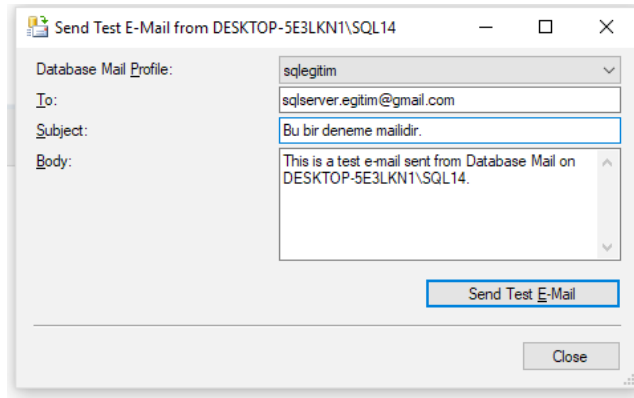 Send Test E-Mail from DESKTOP-5E3LKN1\SQL14
Database Mail Profile:
sqlegitim
To:
sqlserver.egitim@gmail.com
Subject:
Bu bir deneme mailidir.
Body:
This is a test e-mail sent from Database Mail on
DESKTOP-5E3LKN1\SQL14.
Send Test E-Mail
Close